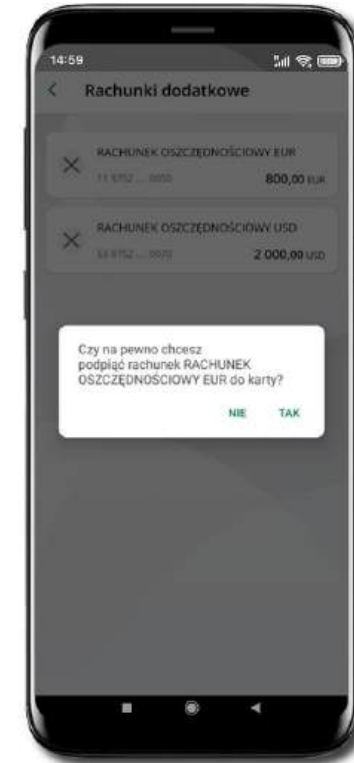 14:59
Rachunki dodatkowe
RACHUNEK OSZCZĘDNOŚCIOWY EUR
800,00 EUR
RACHUNEK OSZCZĘDNOŚCIOWY USD
2 000,00 USD
Czy na pewno chcesz
podpiąć rachunek RACHUNEK
OSZCZĘDNOŚCIOWY EUR do karty?
NIE TAK